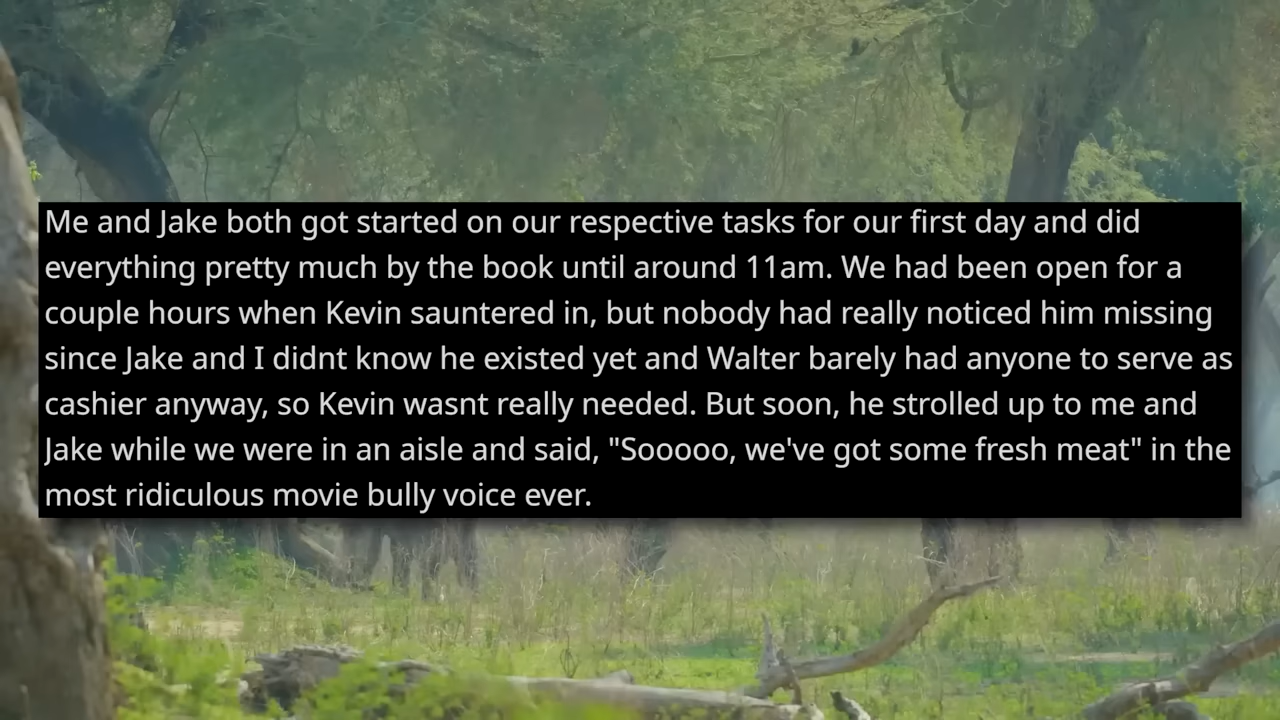 Me and Jake both got started on our respective tasks for our first day and did
everything pretty much by the book until around 11am. We had been open for a
couple hours when Kevin sauntered in, but nobody had really noticed him missing
since Jake and I didnt know he existed yet and Walter barely had anyone to serve as
cashier anyway, so Kevin wasnt really needed. But soon, he strolled up to me and
Jake while we were in an aisle and said, "Sooooo, we've got some fresh meat" in the
most ridiculous movie bully voice ever.